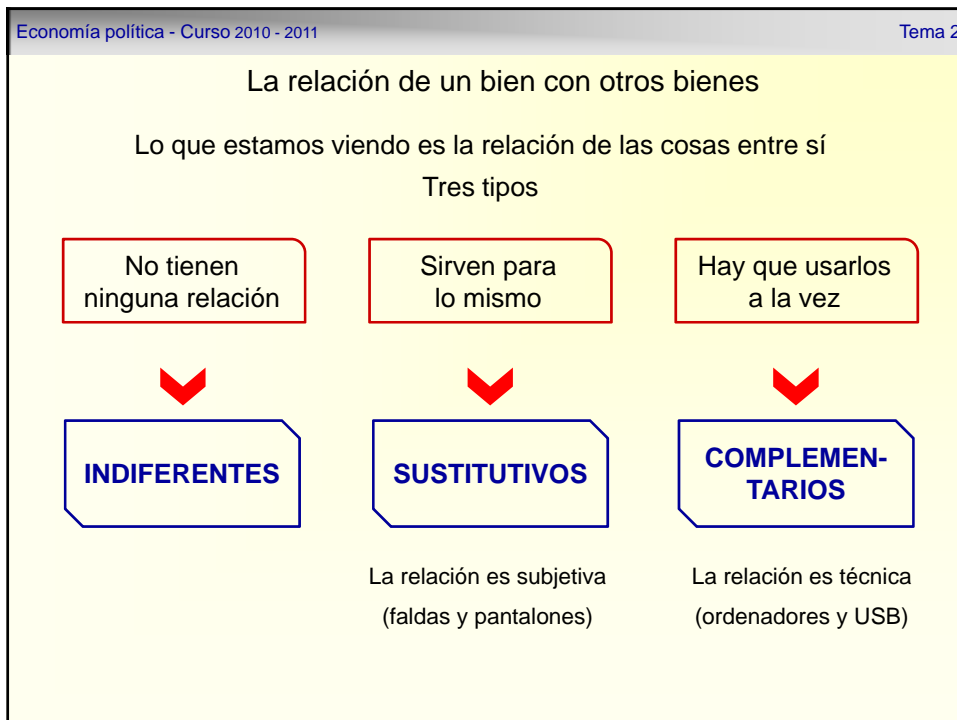 Economía política - Curso 2010 - 2011
Tema 2
La relación de un bien con otros bienes
Lo que estamos viendo es la relación de las cosas entre sí
Tres tipos
No tienen
ninguna relación
Sirven para
lo mismo
Hay que usarlos
a la vez
INDIFERENTES
SUSTITUTIVOS
COMPLEMEN-
TARIOS
La relación es subjetiva
(faldas y pantalones)
La relación es técnica
(ordenadores y USB)